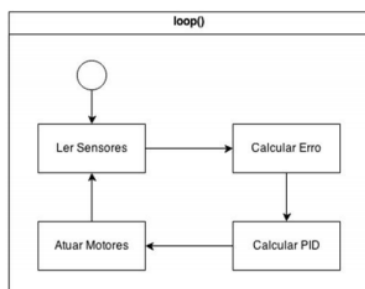 loop()
Ler Sensores
Calcular Erro
Atuar Motores
Calcular PID